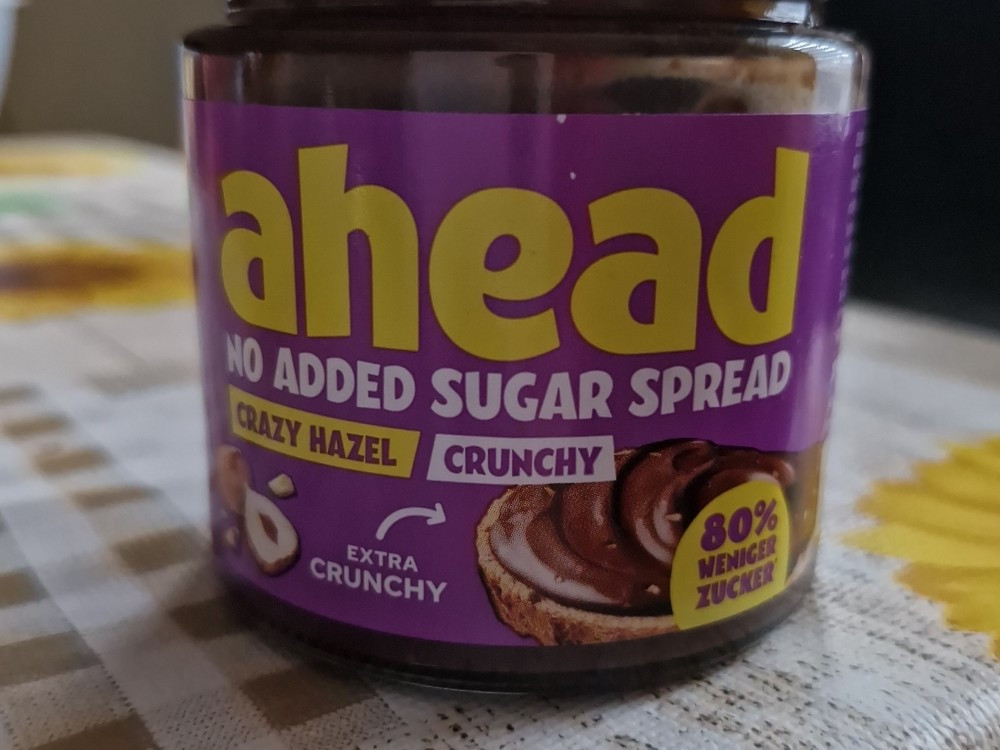 ahead
NO ADDED SUGAR SPREAD
CRAZY HAZEL
CRUNCHY
EXTRA
CRUNCHY
80%
WENIGER
ZUCKER*